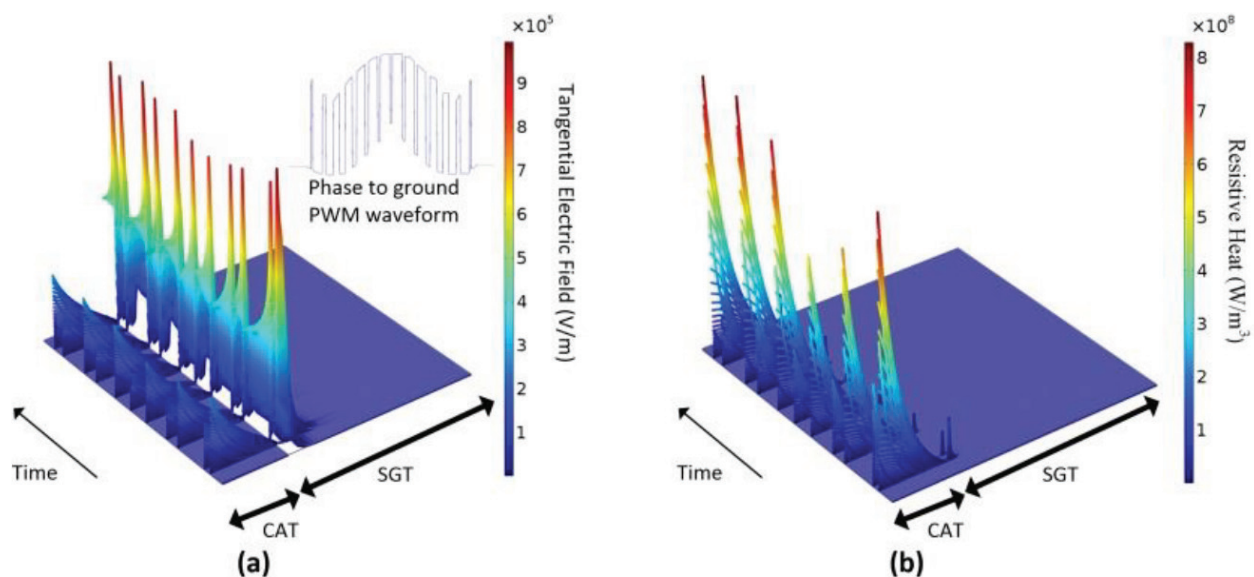 ×10⁵
9
8
7
6
5
4
3
2
1
Tangential Electric Field (V/m)
Phase to ground
PWM waveform
Time
CAT
SGT
(a)
×10⁸
8
7
6
5
4
3
2
1
Resistive Heat (W/m³)
Time
CAT
SGT
(b)